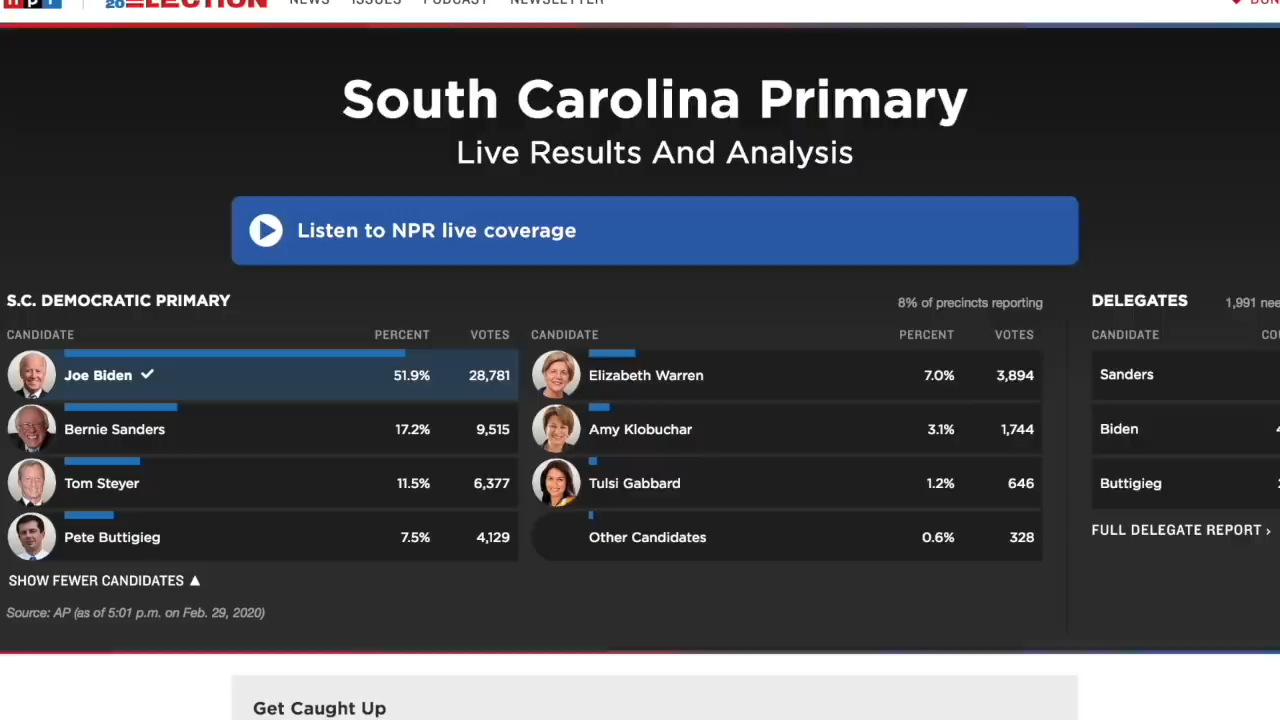 npr 20 ELECTION NEWS ISSUES PODCAST NEWSLETTER
South Carolina Primary
Live Results And Analysis
Listen to NPR live coverage
S.C. DEMOCRATIC PRIMARY 8% of precincts reporting DELEGATES 1,991
CANDIDATE PERCENT VOTES CANDIDATE PERCENT VOTES CANDIDATE
Joe Biden ✓ 51.9% 28,781 Elizabeth Warren 7.0% 3,894 Sanders
Bernie Sanders 17.2% 9,515 Amy Klobuchar 3.1% 1,744 Biden
Tom Steyer 11.5% 6,377 Tulsi Gabbard 1.2% 646 Buttigieg
Pete Buttigieg 7.5% 4,129 Other Candidates 0.6% 328
FULL DELEGATE REPORT ›
SHOW FEWER CANDIDATES ▲
Source: AP (as of 5:01 p.m. on Feb. 29, 2020)
Get Caught Up